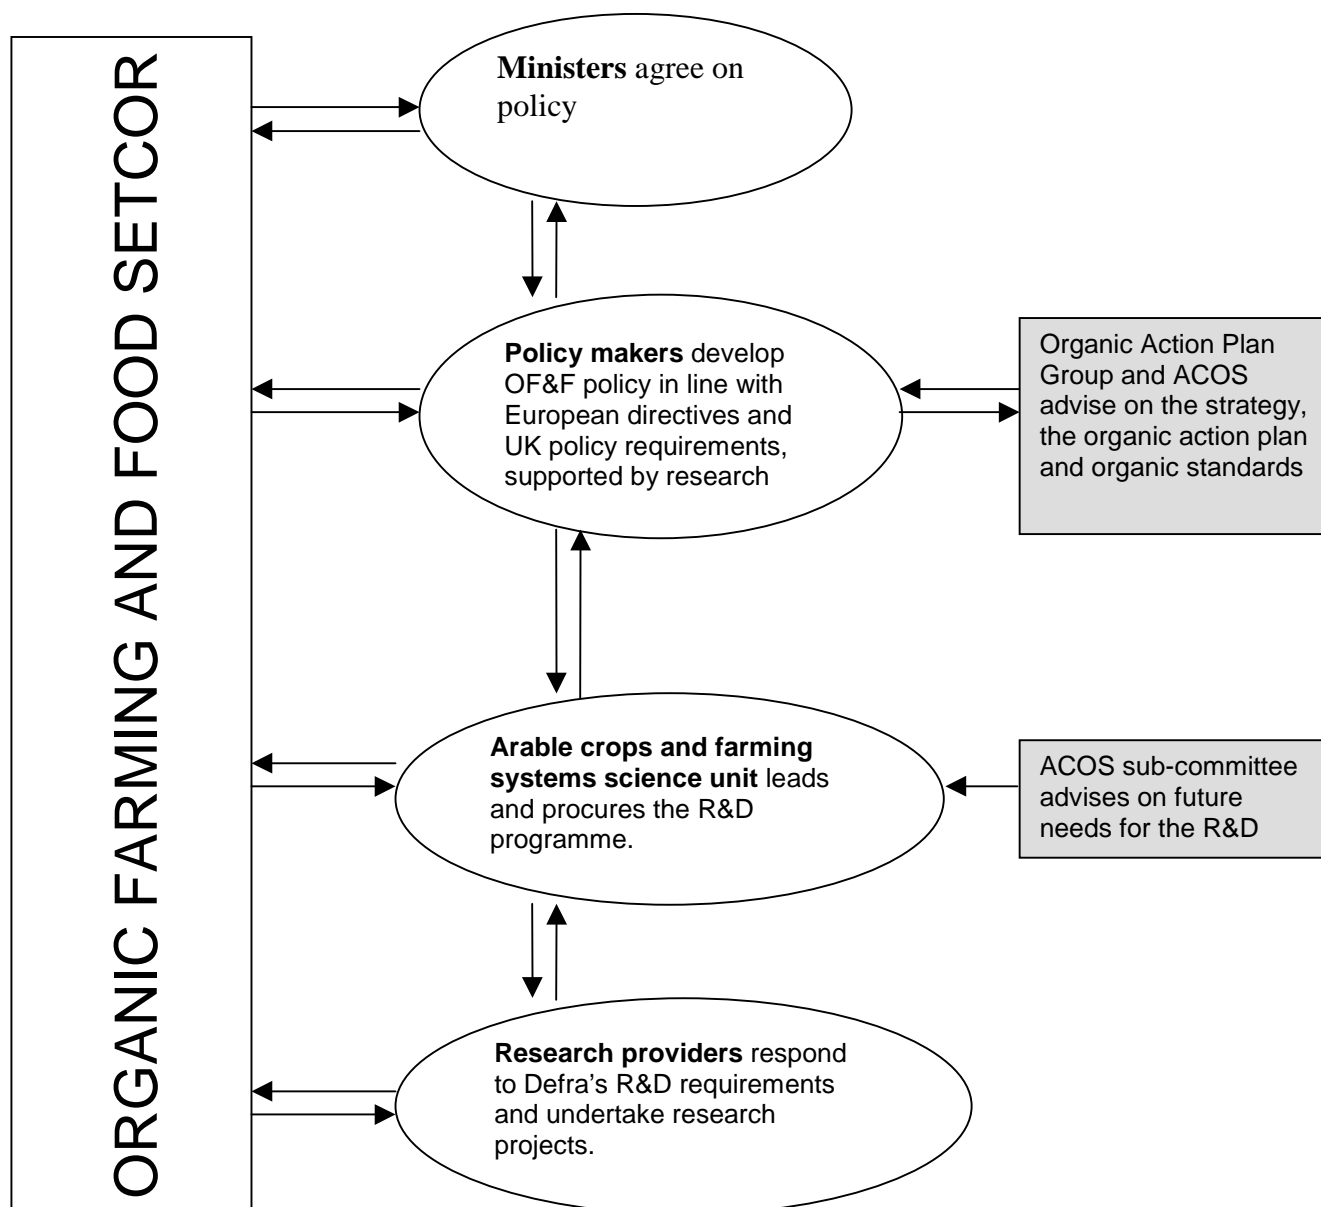 ORGANIC FARMING AND FOOD SETCOR
Ministers agree on
policy
Policy makers develop
OF&F policy in line with
European directives and
UK policy requirements,
supported by research
Organic Action Plan
Group and ACOS
advise on the strategy,
the organic action plan
and organic standards
Arable crops and farming
systems science unit leads
and procures the R&D
programme.
ACOS sub-committee
advises on future
needs for the R&D
Research providers respond
to Defra’s R&D requirements
and undertake research
projects.